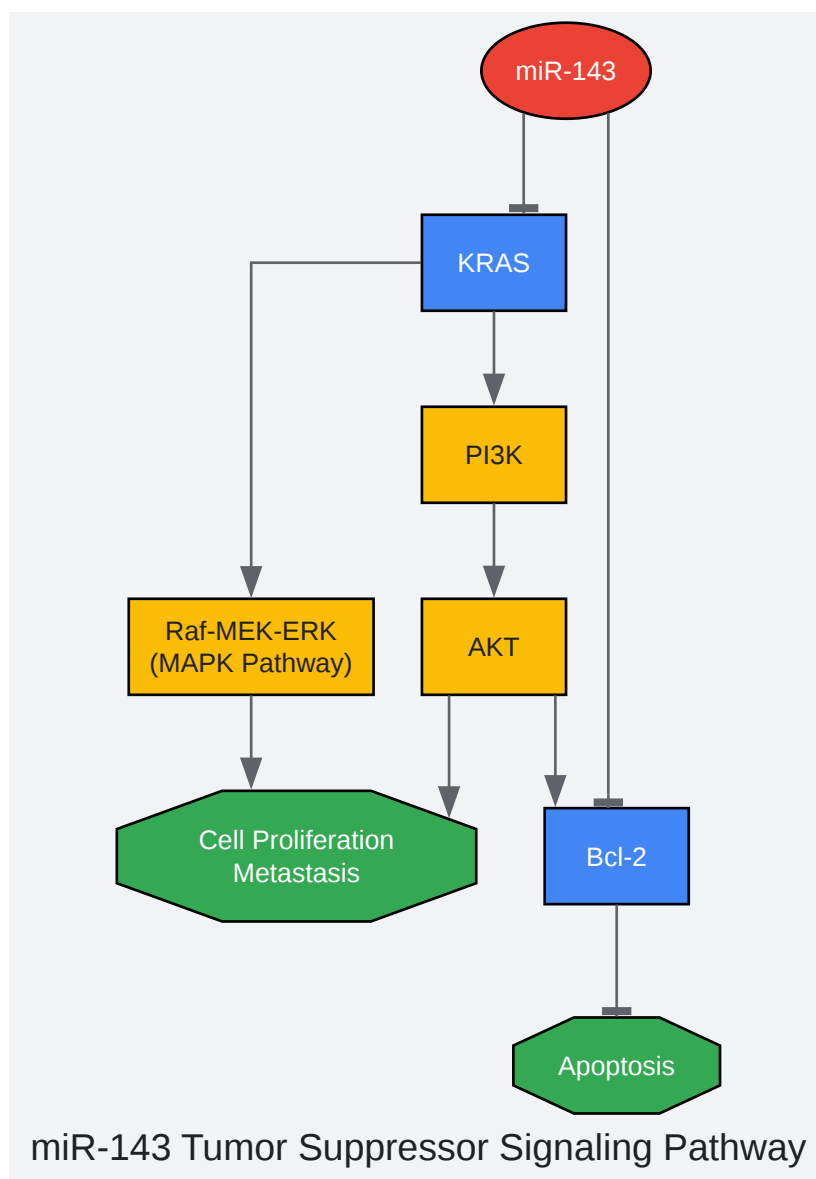 miR-143
KRAS
PI3K
Raf-MEK-ERK
(MAPK Pathway)
AKT
Cell Proliferation
Metastasis
Bcl-2
Apoptosis
miR-143 Tumor Suppressor Signaling Pathway